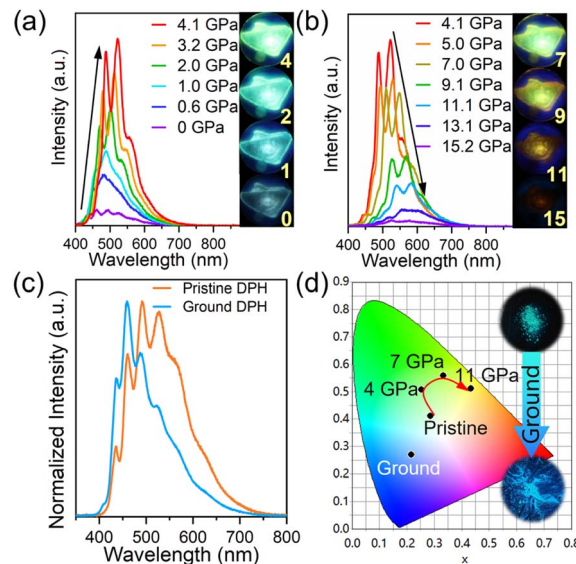 (a)
Intensity (a.u.)
4.1 GPa
3.2 GPa
2.0 GPa
1.0 GPa
0.6 GPa
0 GPa
4
2
1
0
400 500 600 700 800
Wavelength (nm)
(b)
Intensity (a.u.)
4.1 GPa
5.0 GPa
7.0 GPa
9.1 GPa
11.1 GPa
13.1 GPa
15.2 GPa
7
9
11
15
400 500 600 700 800
Wavelength (nm)
(c)
Normalized Intensity (a.u.)
Pristine DPH
Ground DPH
400 500 600 700 800
Wavelength (nm)
(d)
0.9
0.8
0.7
0.6
0.5
0.4
0.3
0.2
0.1
0.0
7 GPa
11 GPa
4 GPa
Pristine
Ground
Ground
0.0 0.1 0.2 0.3 0.4 0.5 0.6 0.7 0.8
x